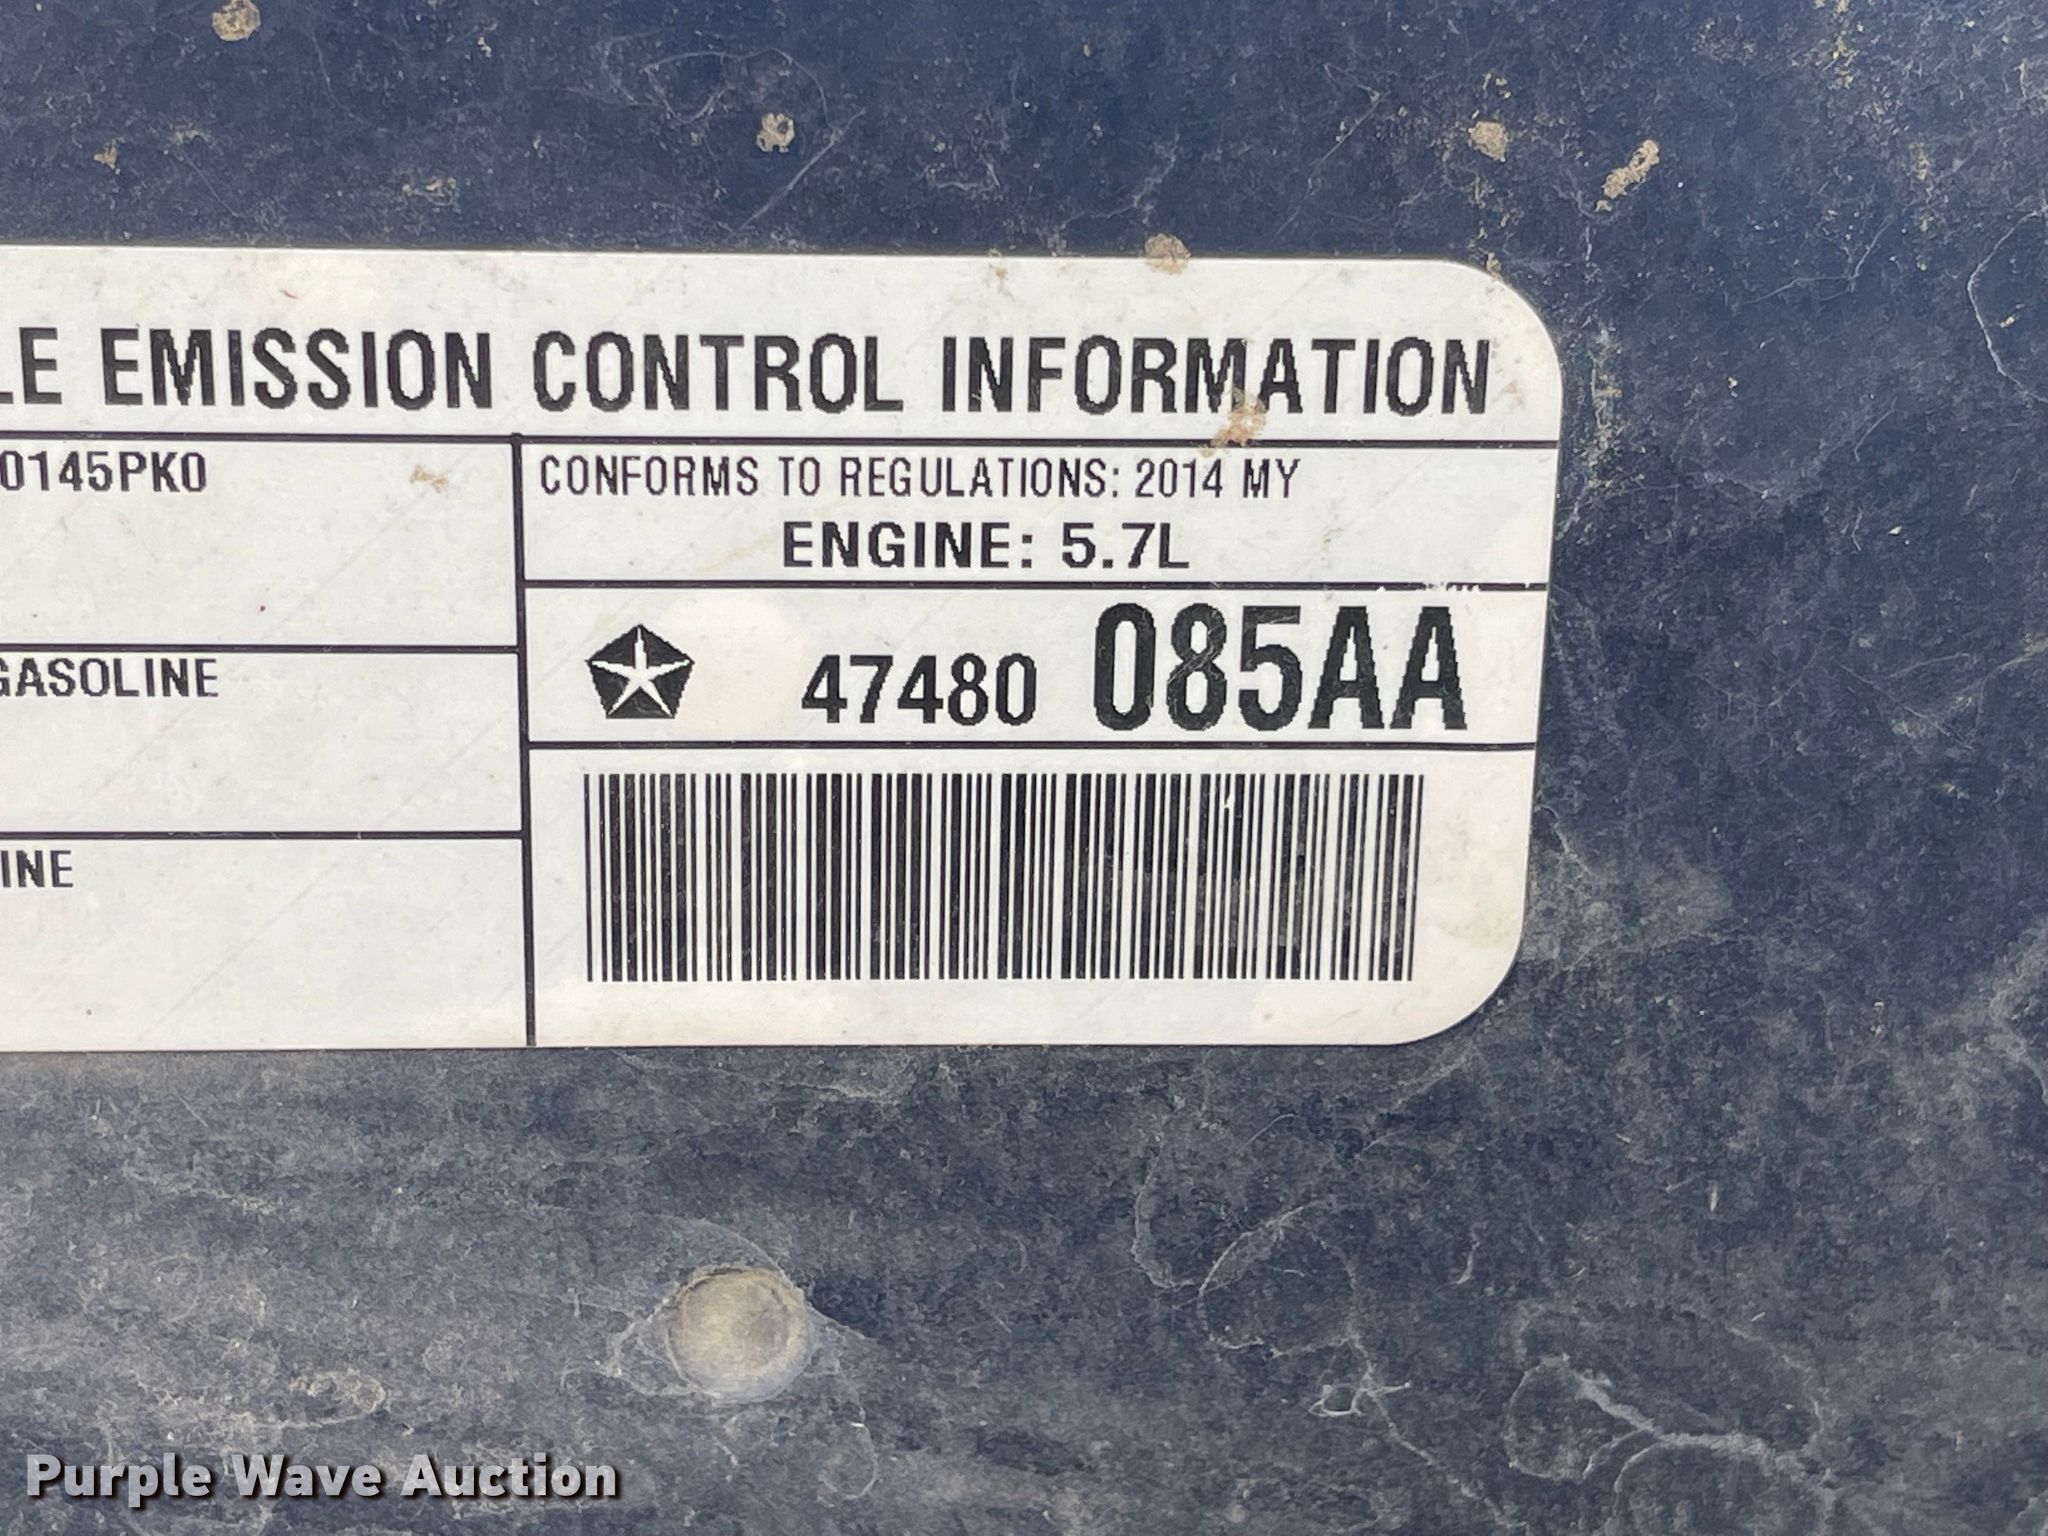 LE EMISSION CONTROL INFORMATION
0145PK0
CONFORMS TO REGULATIONS: 2014 MY
ENGINE: 5.7L
GASOLINE
47480 085AA
INE
Purple Wave Auction